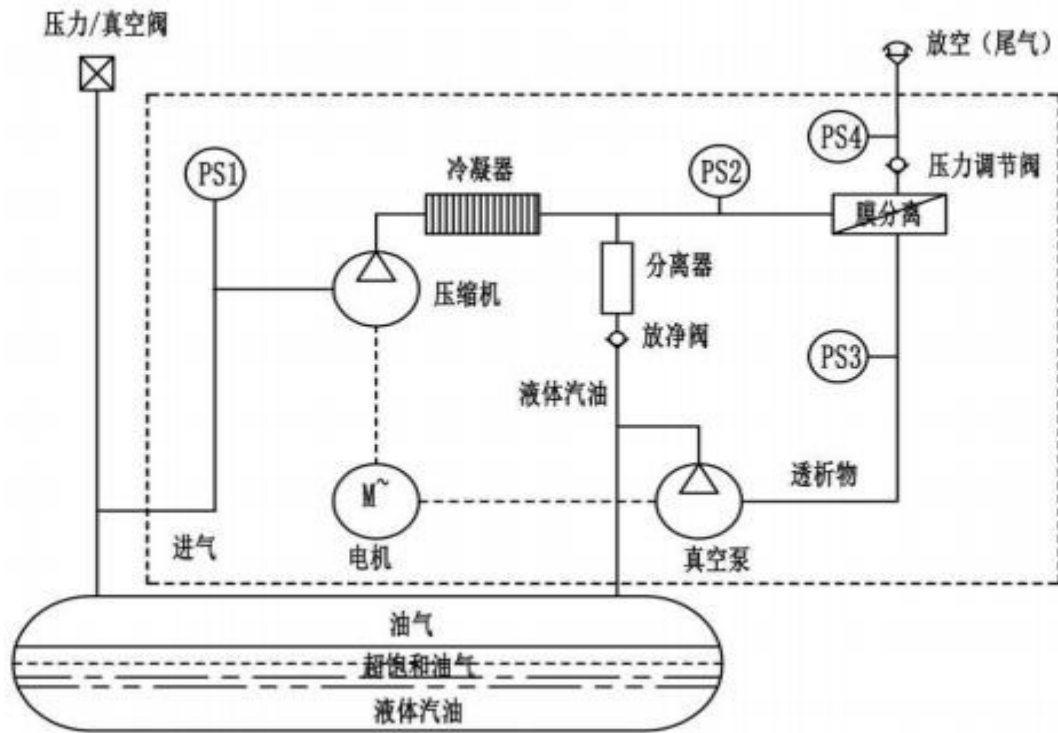 压力/真空阀
放空（尾气）
PS1
冷凝器
PS2
PS4
压力调节阀
膜分离
分离器
压缩机
放净阀
PS3
液体汽油
M~
透析物
进气
电机
真空泵
油气
超饱和油气
液体汽油